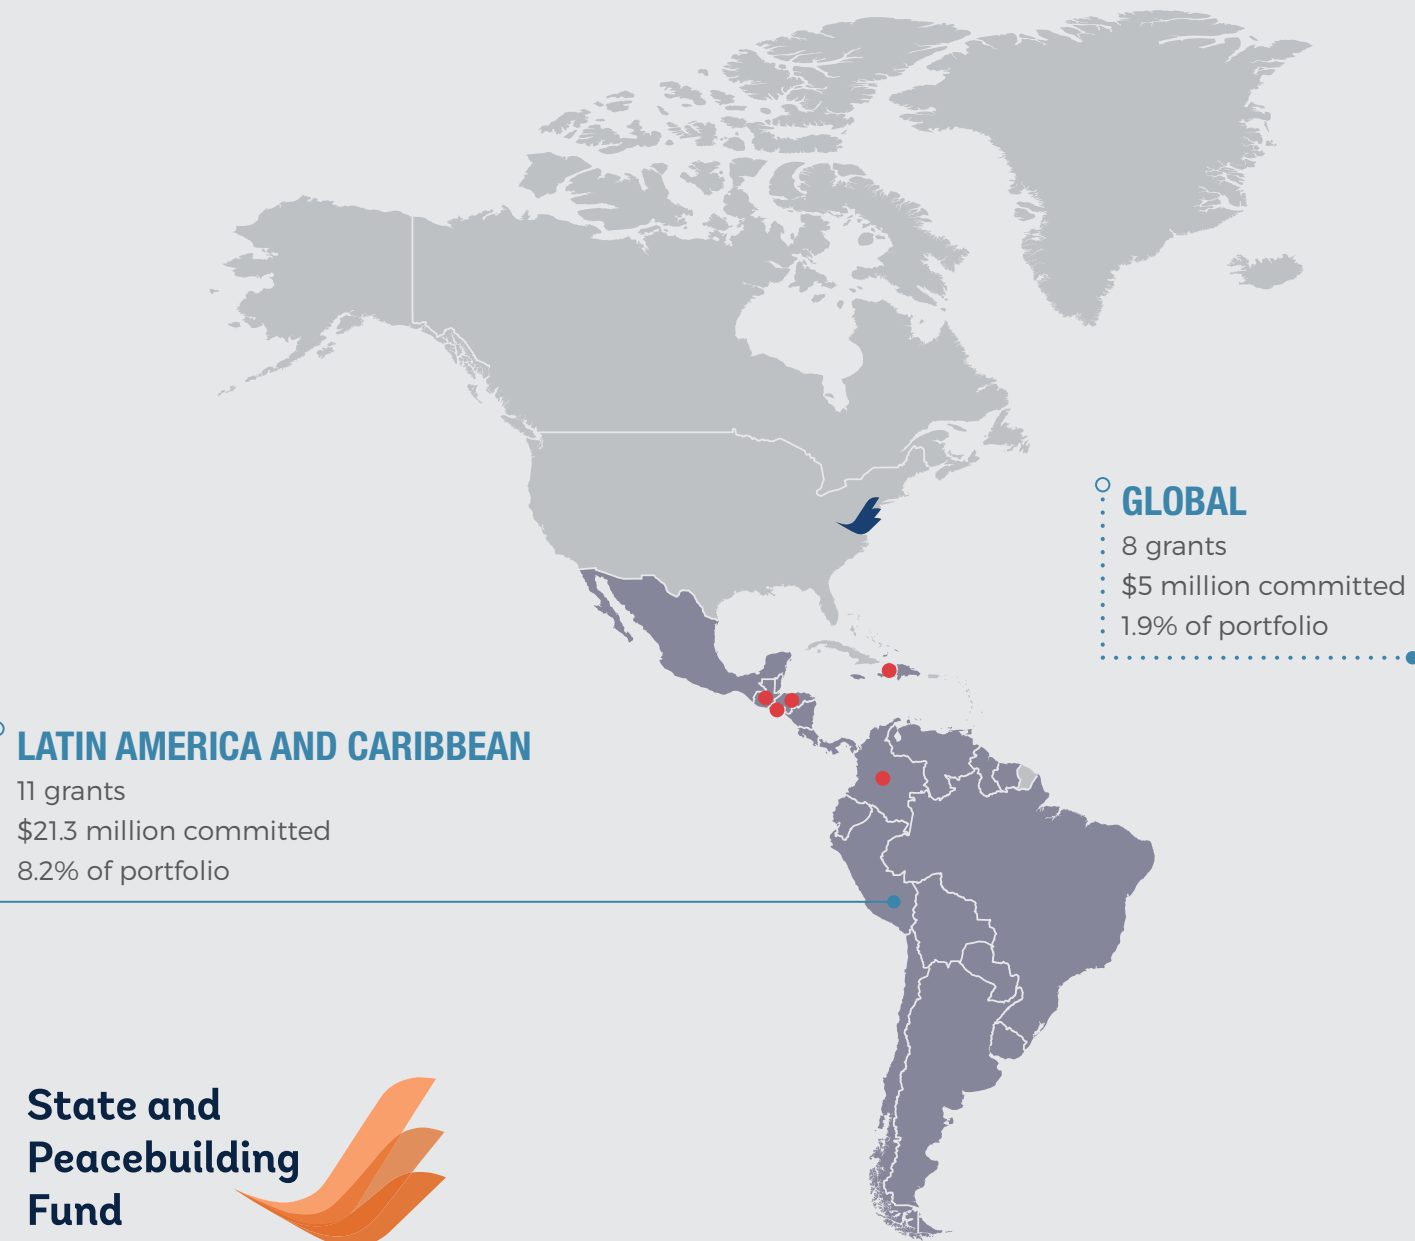 GLOBAL
8 grants
$5 million committed
1.9% of portfolio
LATIN AMERICA AND CARIBBEAN
11 grants
$21.3 million committed
8.2% of portfolio
State and
Peacebuilding
Fund